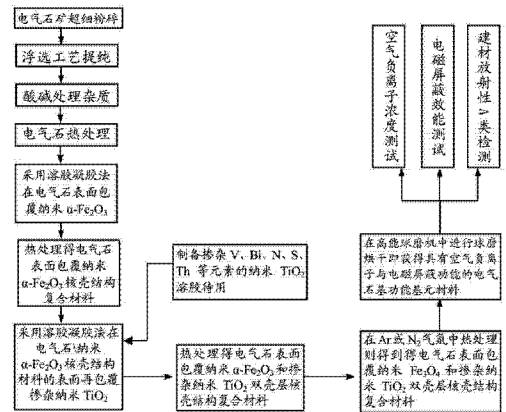 电气石矿超细粉碎
浮选工艺提纯
酸碱处理杂质
电气石热处理
采用溶胶凝胶法
在电气石表面包
覆纳米 α-Fe2O3
热处理得电气石
表面包覆纳米
α-Fe2O3核壳结构
复合材料
采用溶胶凝胶法在
电气石\纳米
α-Fe2O3核壳结构
材料的表面再包覆
掺杂纳米TiO2
制备掺杂 V、Bi、N、S、
Th 等元素的纳米 TiO2
溶胶待用
热处理得电气石表面
包覆纳米 α-Fe2O3和掺
杂纳米 TiO2双壳层核
壳结构复合材料
在Ar或N2气氛中热处理
则得到得电气石表面包
覆纳米 Fe3O4和掺杂纳
米TiO2双壳层核壳结构
复合材料
在高能球磨机中进行球磨
烘干即获得具有空气负离
子与电磁屏蔽功能的电气
石基功能基元材料
空气负离子浓度测试
电磁屏蔽效能测试
建材放射性A类检测